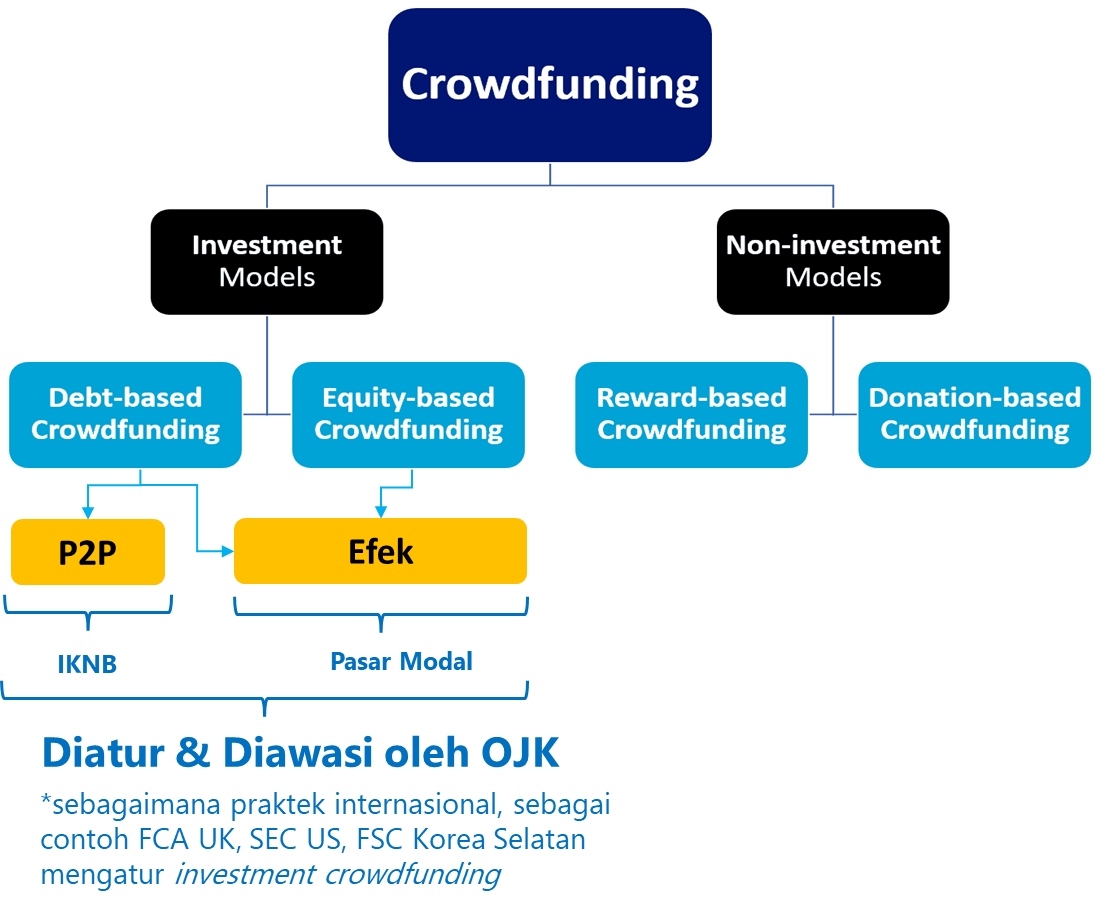 Crowdfunding
Investment
Models
Non-investment
Models
Debt-based
Crowdfunding
Equity-based
Crowdfunding
Reward-based
Crowdfunding
Donation-based
Crowdfunding
P2P
Efek
IKNB
Pasar Modal
Diatur & Diawasi oleh OJK
*sebagaimana praktek internasional, sebagai
contoh FCA UK, SEC US, FSC Korea Selatan
mengatur investment crowdfunding